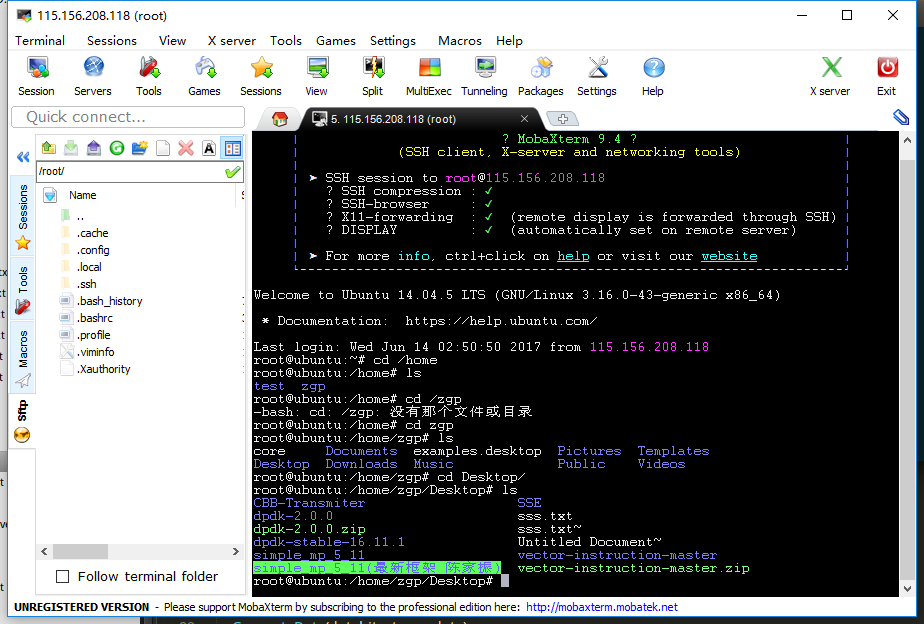 115.156.208.118 (root)
Terminal Sessions View X server Tools Games Settings Macros Help
Session Servers Tools Games Sessions View Split MultiExec Tunneling Packages Settings Help X server Exit
Quick connect...
5. 115.156.208.118 (root)
/root/
Name
..
.cache
.config
.local
.ssh
.bash_history
.bashrc
.profile
.viminfo
.Xauthority
Sessions
Tools
Macros
Sftp
Follow terminal folder
? MobaXterm 9.4 ?
(SSH client, X-server and networking tools)
➤ SSH session to root@115.156.208.118
? SSH compression : ✓
? SSH-browser : ✓
? X11-forwarding : ✓ (remote display is forwarded through SSH)
? DISPLAY : ✓ (automatically set on remote server)
➤ For more info, ctrl+click on help or visit our website
Welcome to Ubuntu 14.04.5 LTS (GNU/Linux 3.16.0-43-generic x86_64)
* Documentation: https://help.ubuntu.com/
Last login: Wed Jun 14 02:50:50 2017 from 115.156.208.118
root@ubuntu:~# cd /home
root@ubuntu:/home# ls
test zgp
root@ubuntu:/home# cd /zgp
-bash: cd: /zgp: 没有那个文件或目录
root@ubuntu:/home# cd zgp
root@ubuntu:/home/zgp# ls
core Documents examples.desktop Pictures Templates
Desktop Downloads Music Public Videos
root@ubuntu:/home/zgp# cd Desktop/
root@ubuntu:/home/zgp/Desktop# ls
CBB-Transmiter SSE
dpdk-2.0.0 sss.txt
dpdk-2.0.0.zip sss.txt~
dpdk-stable-16.11.1 Untitled Document~
simple_mp_5_11 vector-instruction-master
simple_mp_5_11(最新框架 陈家振) vector-instruction-master.zip
root@ubuntu:/home/zgp/Desktop#
UNREGISTERED VERSION - Please support MobaXterm by subscribing to the professional edition here: http://mobaxterm.mobatek.net